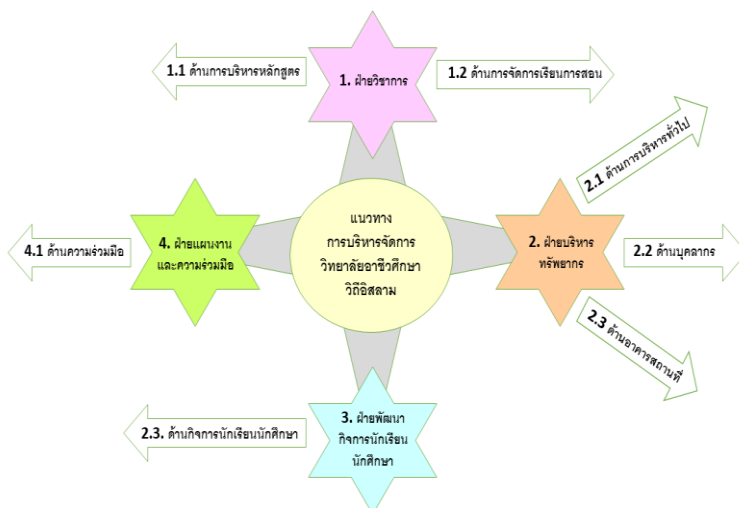 1. ฝ่ายวิชาการ
1.1 ด้านการบริหารหลักสูตร
1.2 ด้านการจัดการเรียนการสอน
แนวทาง
การบริหารจัดการ
วิทยาลัยอาชีวศึกษา
วิถีอิสลาม
2. ฝ่ายบริหาร
ทรัพยากร
2.1 ด้านการบริหารทั่วไป
2.2 ด้านบุคลากร
2.3 ด้านอาคารสถานที่
3. ฝ่ายพัฒนา
กิจการนักเรียน
นักศึกษา
2.3. ด้านกิจการนักเรียนนักศึกษา
4. ฝ่ายแผนงาน
และความร่วมมือ
4.1 ด้านความร่วมมือ